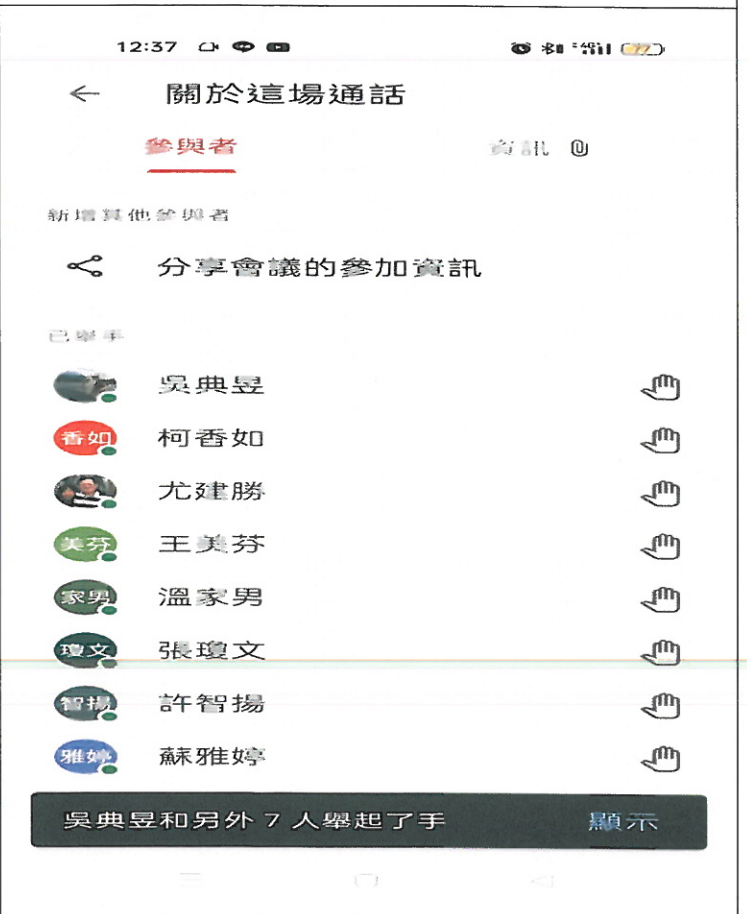 12:37
77
關於這場通話
參與者 資訊
新增其他參與者
分享會議的參加資訊
已舉手
吳典昱
香如 柯香如
尤建勝
美芬 王美芬
家男 溫家男
瓊文 張瓊文
智揚 許智揚
雅婷 蘇雅婷
吳典昱和另外 7 人舉起了手 顯示